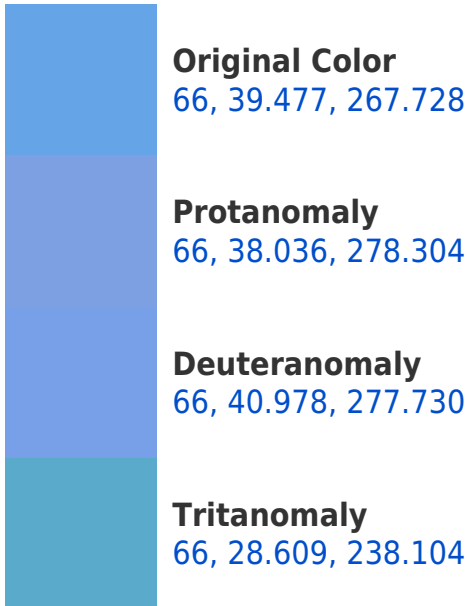 Original Color
66, 39.477, 267.728
Protanomaly
66, 38.036, 278.304
Deuteranomaly
66, 40.978, 277.730
Tritanomaly
66, 28.609, 238.104